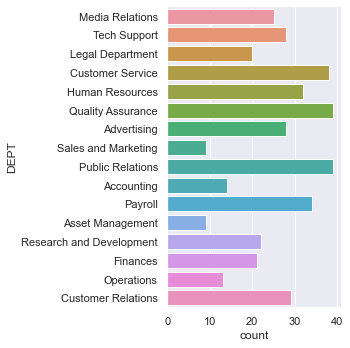 Media Relations
Tech Support
Legal Department
Customer Service
Human Resources
Quality Assurance
Advertising
Sales and Marketing
Public Relations
Accounting
Payroll
Asset Management
Research and Development
Finances
Operations
Customer Relations
DEPT
0 10 20 30 40
count